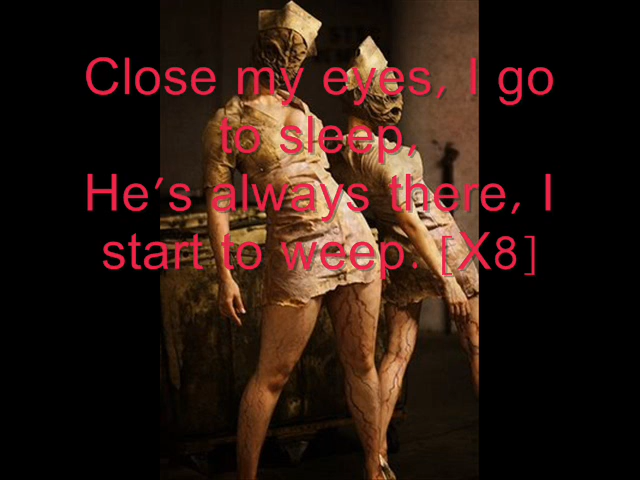 Close my eyes, I go
to sleep,
He's always there, I
start to weep. [X8]